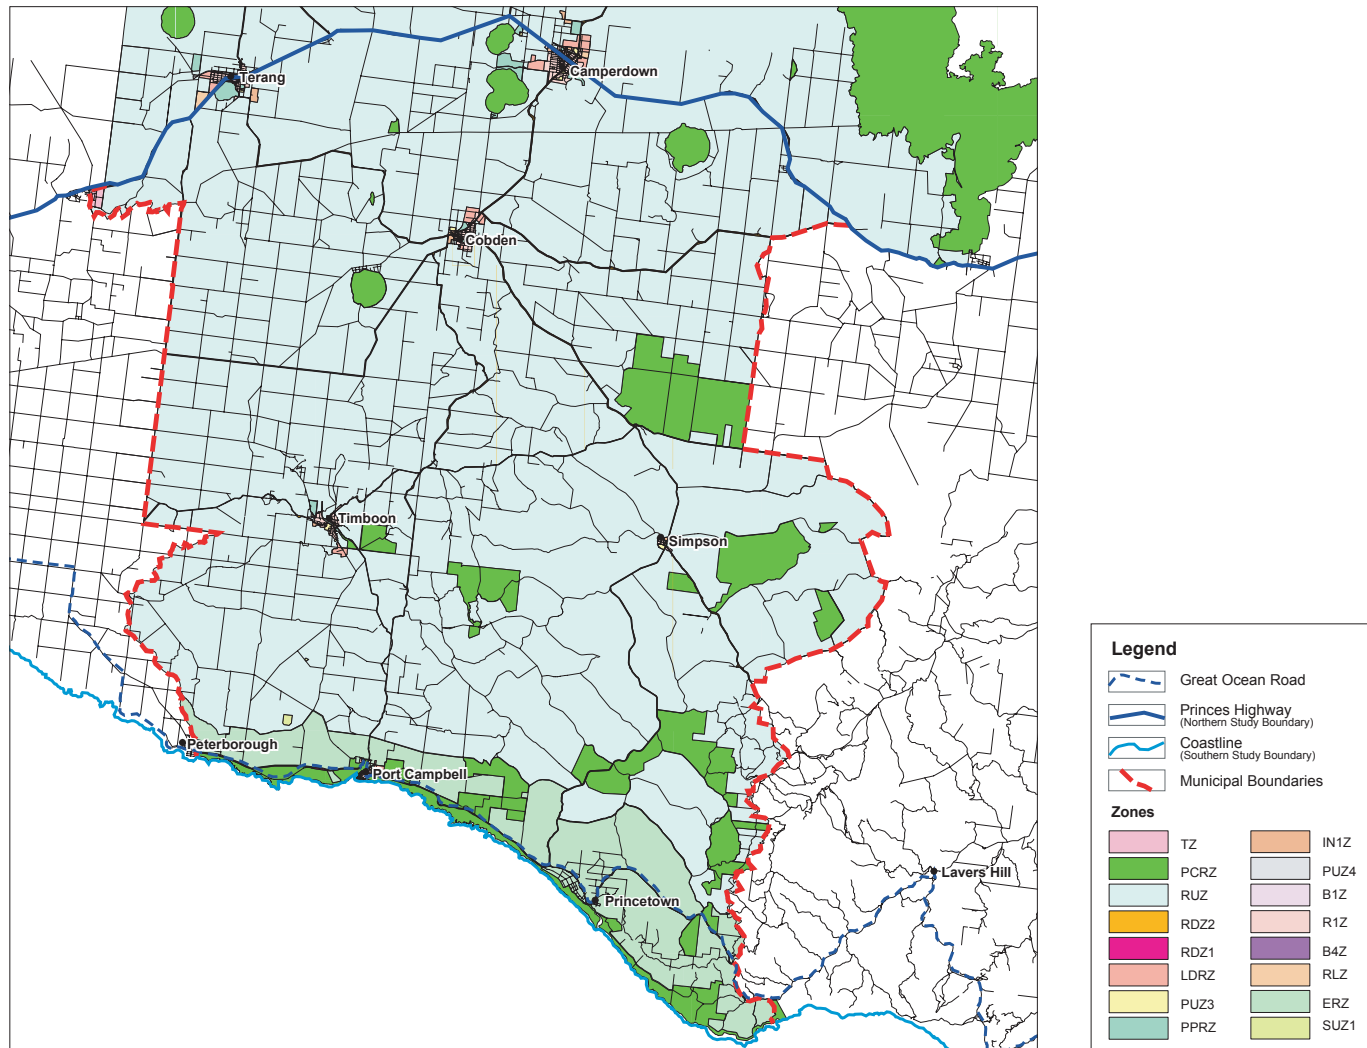 Terang
Camperdown
Cobden
Timboon
Simpson
Peterborough
Port Campbell
Princetown
Lavers Hill
Legend
Great Ocean Road
Princes Highway
(Northern Study Boundary)
Coastline
(Southern Study Boundary)
Municipal Boundaries
Zones
TZ
PCRZ
RUZ
RDZ2
RDZ1
LDRZ
PUZ3
PPRZ
IN1Z
PUZ4
B1Z
R1Z
B4Z
RLZ
ERZ
SUZ1